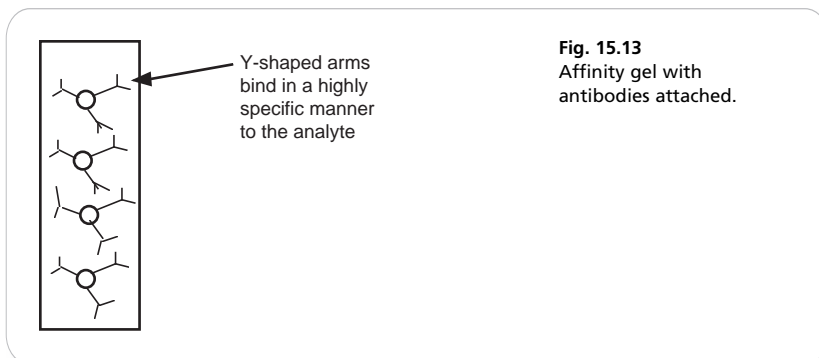 Y-shaped arms
bind in a highly
specific manner
to the analyte
Fig. 15.13
Affinity gel with
antibodies attached.